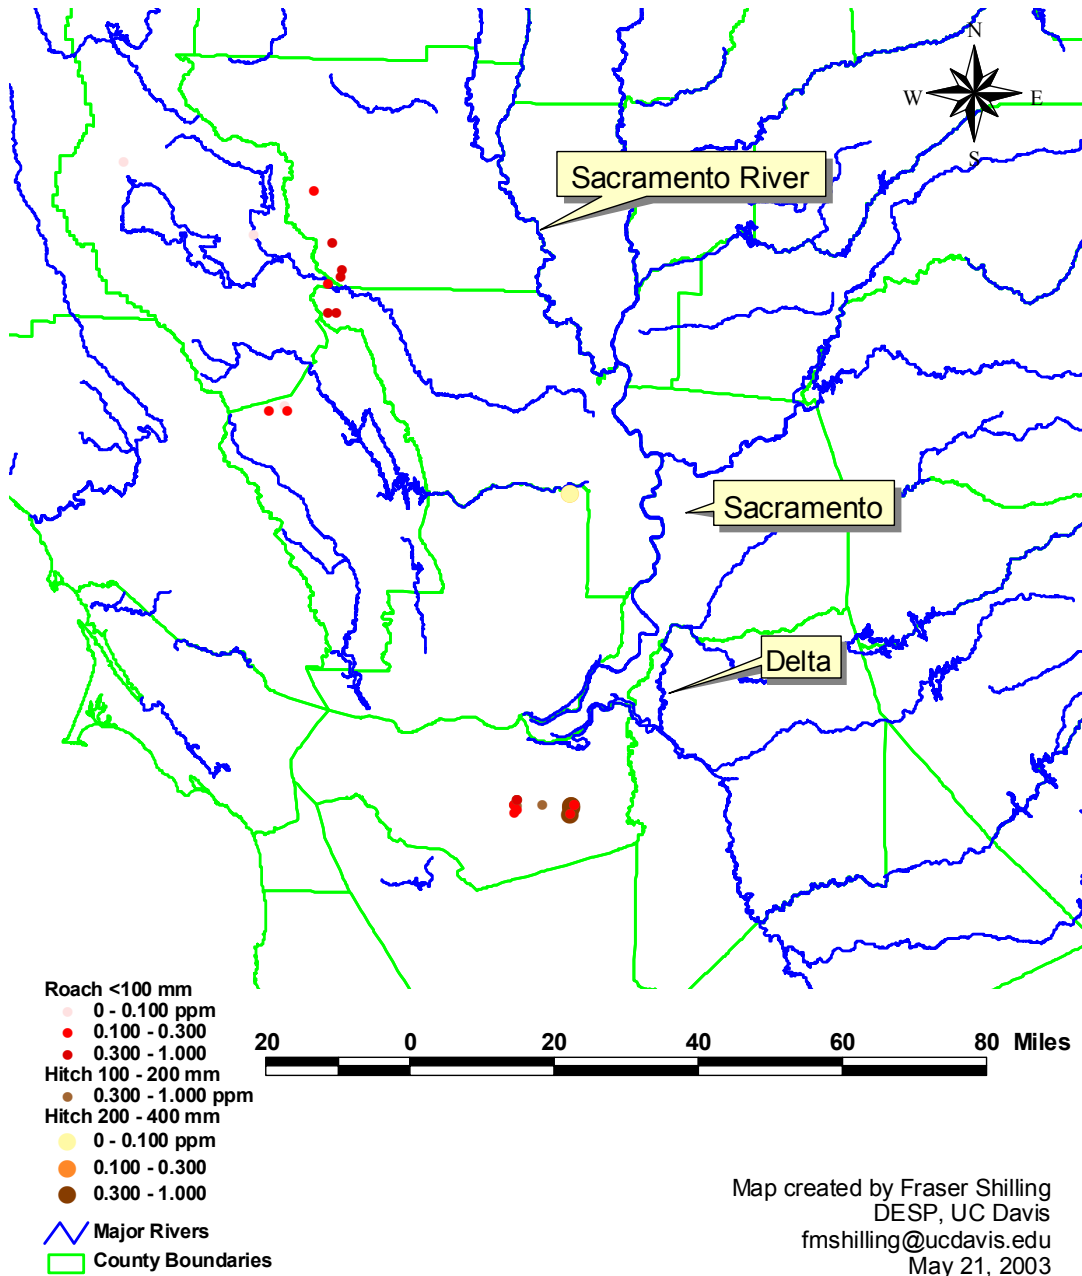 N
W
E
S
Sacramento River
Sacramento
Delta
Roach <100 mm
0 - 0.100 ppm
0.100 - 0.300
0.300 - 1.000
Hitch 100 - 200 mm
0.300 - 1.000 ppm
Hitch 200 - 400 mm
0 - 0.100 ppm
0.100 - 0.300
0.300 - 1.000
Major Rivers
County Boundaries
20 0 20 40 60 80 Miles
Map created by Fraser Shilling
DESP, UC Davis
fmshilling@ucdavis.edu
May 21, 2003